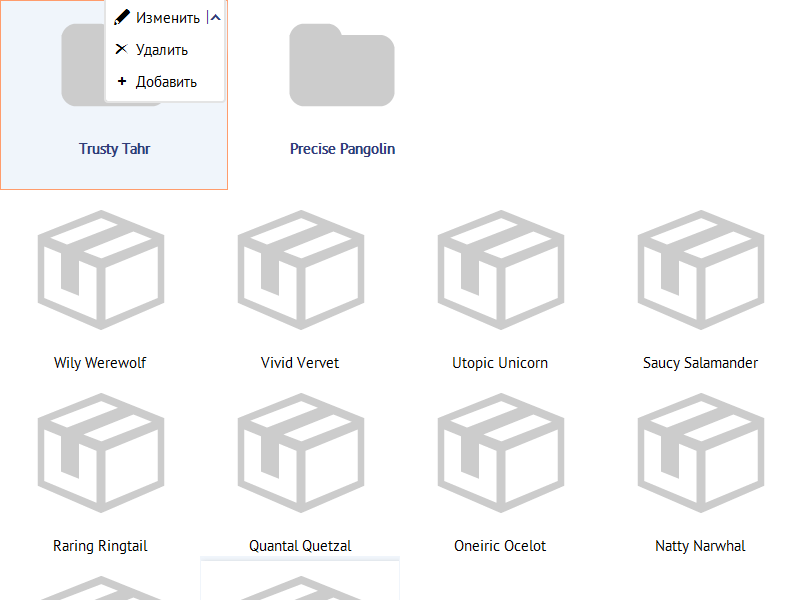 Изменить
Удалить
Добавить
Trusty Tahr
Precise Pangolin
Wily Werewolf
Vivid Vervet
Utopic Unicorn
Saucy Salamander
Raring Ringtail
Quantal Quetzal
Oneiric Ocelot
Natty Narwhal